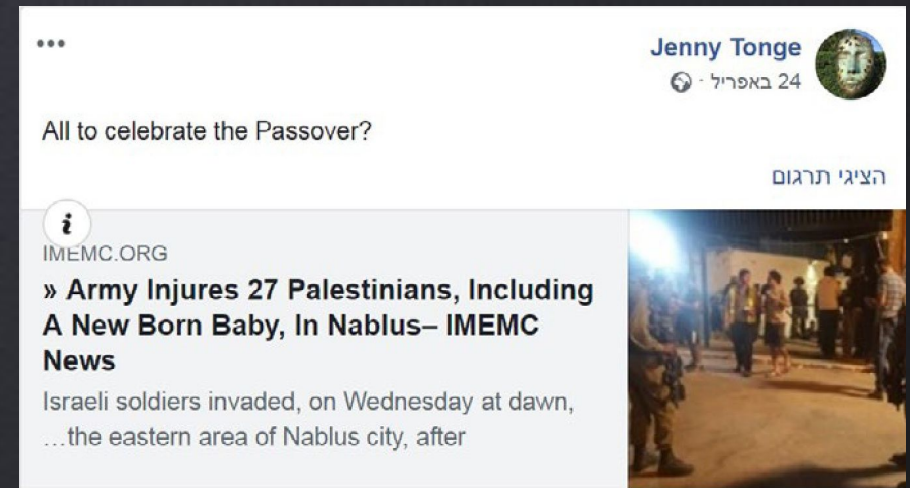 Jenny Tonge
24 באפריל ·
All to celebrate the Passover?
הציגי תרגום
i
IMEMC.ORG
» Army Injures 27 Palestinians, Including
A New Born Baby, In Nablus– IMEMC
News
Israeli soldiers invaded, on Wednesday at dawn,
…the eastern area of Nablus city, after